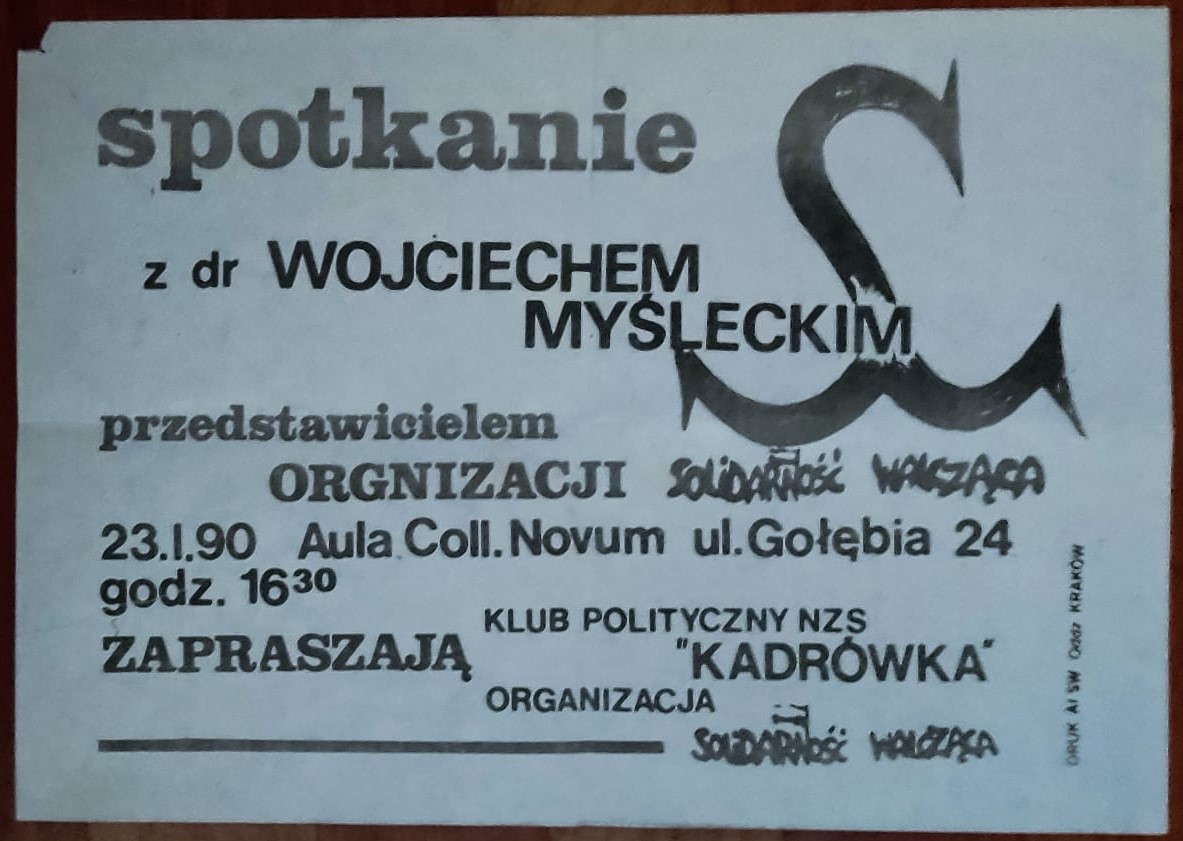 spotkanie
z dr WOJCIECHEM
MYŚLECKIM
przedstawicielem
ORGNIZACJI SOLIDARNOŚĆ WALCZĄCA
23.I.90 Aula Coll. Novum ul. Gołębia 24
godz. 16³⁰
KLUB POLITYCZNY NZS
ZAPRASZAJĄ "KADRÓWKA"
ORGANIZACJA
SOLIDARNOŚĆ WALCZĄCA
DRUK AI SW Oddz KRAKÓW